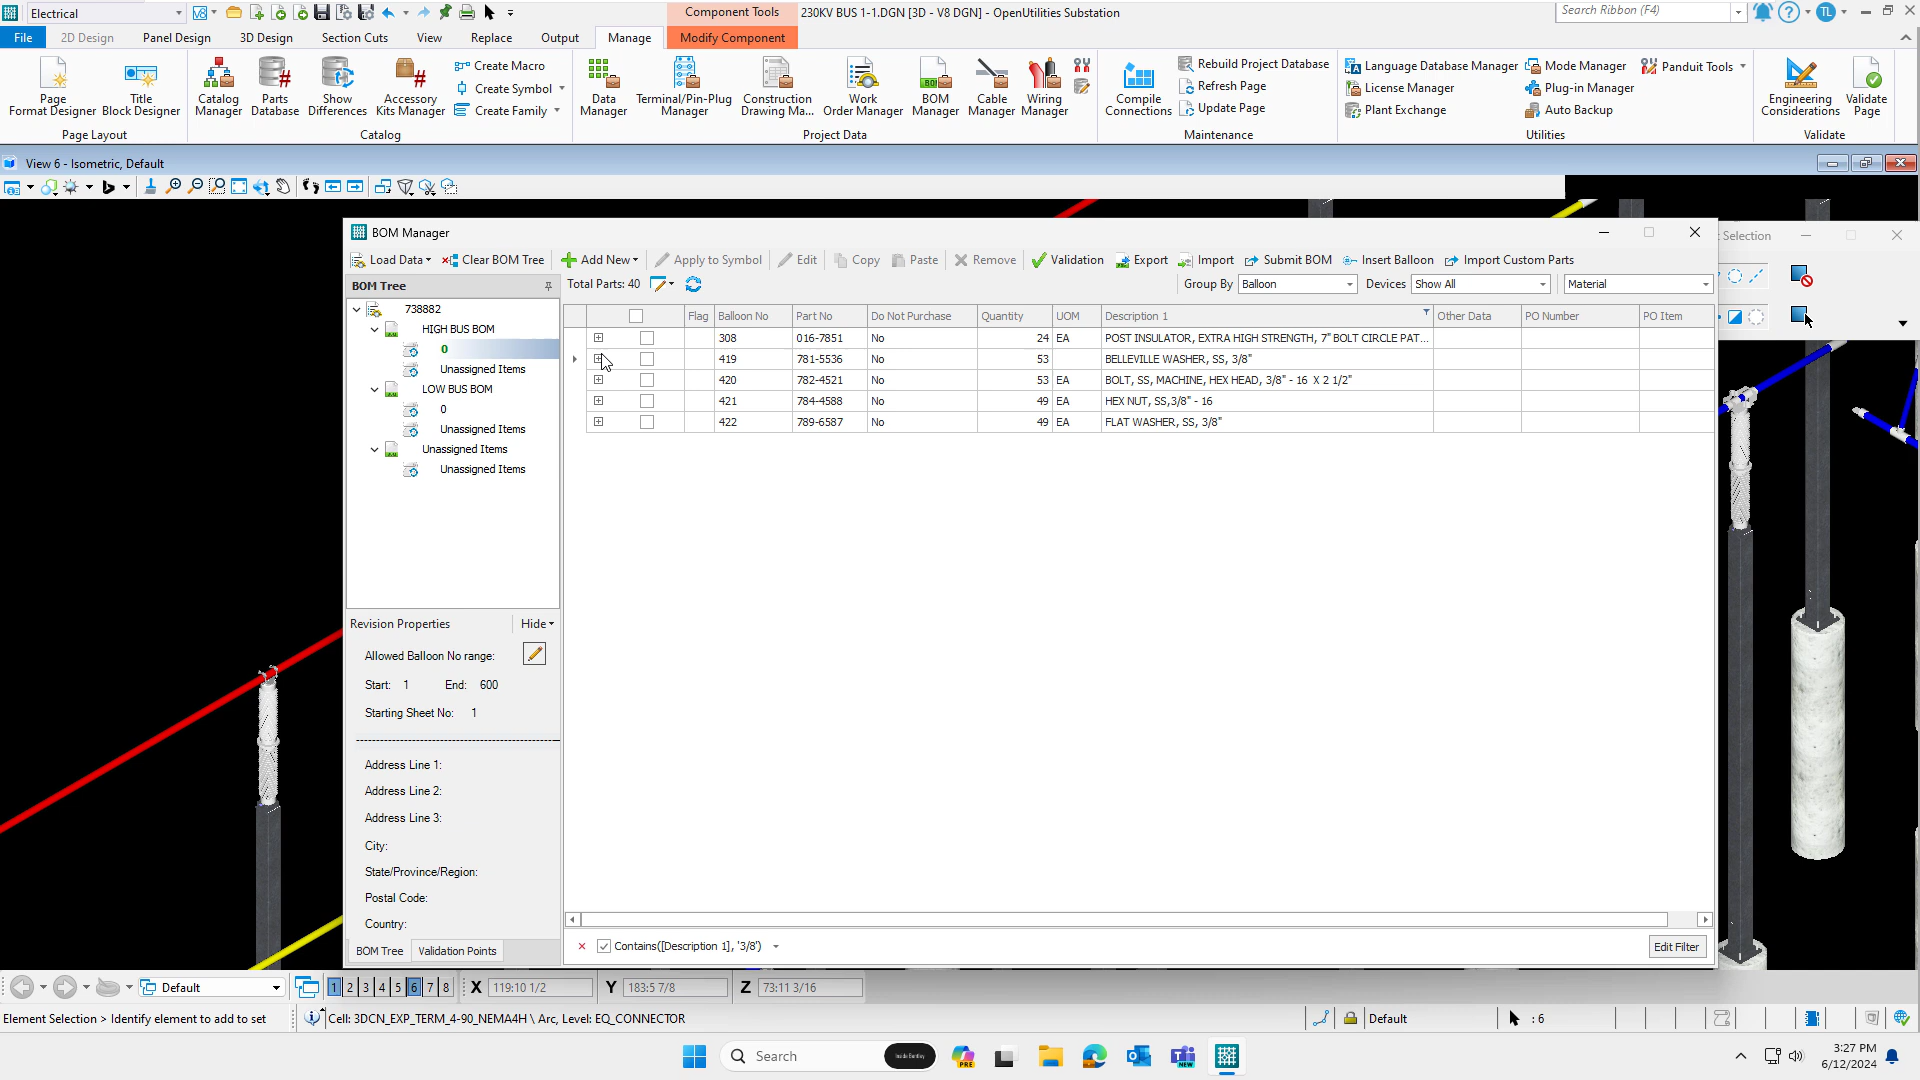 Electrical
Component Tools
230KV BUS 1-1.DGN [3D - V8 DGN] - OpenUtilities Substation
Search Ribbon (F4)
TL
File 2D Design Panel Design 3D Design Section Cuts View Replace Output Manage Modify Component
Page Format Designer
Title Block Designer
Page Layout
Catalog Manager
Parts Database
Show Differences
Accessory Kits Manager
Create Macro
Create Symbol
Create Family
Catalog
Data Manager
Terminal/Pin-Plug Manager
Construction Drawing Ma...
Work Order Manager
BOM Manager
Cable Manager
Wiring Manager
Project Data
Compile Connections
Rebuild Project Database
Refresh Page
Update Page
Maintenance
Language Database Manager
License Manager
Plant Exchange
Mode Manager
Plug-in Manager
Auto Backup
Panduit Tools
Utilities
Engineering Considerations
Validate Page
Validate
View 6 - Isometric, Default
BOM Manager
Selection
Load Data Clear BOM Tree Add New Apply to Symbol Edit Copy Paste Remove Validation Export Import Submit BOM Insert Balloon Import Custom Parts
BOM Tree
Total Parts: 40
Group By Balloon Devices Show All Material
738882
HIGH BUS BOM
0
Unassigned Items
LOW BUS BOM
0
Unassigned Items
Unassigned Items
Unassigned Items
Flag Balloon No Part No Do Not Purchase Quantity UOM Description 1 Other Data PO Number PO Item
308 016-7851 No 24 EA POST INSULATOR, EXTRA HIGH STRENGTH, 7" BOLT CIRCLE PAT...
419 781-5536 No 53 BELLEVILLE WASHER, SS, 3/8"
420 782-4521 No 53 EA BOLT, SS, MACHINE, HEX HEAD, 3/8" - 16 X 2 1/2"
421 784-4588 No 49 EA HEX NUT, SS,3/8" - 16
422 789-6587 No 49 EA FLAT WASHER, SS, 3/8"
Revision Properties Hide
Allowed Balloon No range:
Start: 1 End: 600
Starting Sheet No: 1
Address Line 1:
Address Line 2:
Address Line 3:
City:
State/Province/Region:
Postal Code:
Country:
BOM Tree Validation Points
Contains([Description 1], '3/8')
Edit Filter
Default
1 2 3 4 5 6 7 8
X 119:10 1/2 Y 183:5 7/8 Z 73:11 3/16
Element Selection > Identify element to add to set
Cell: 3DCN_EXP_TERM_4-90_NEMA4H \ Arc, Level: EQ_CONNECTOR
Default
: 6
Search
3:27 PM
6/12/2024